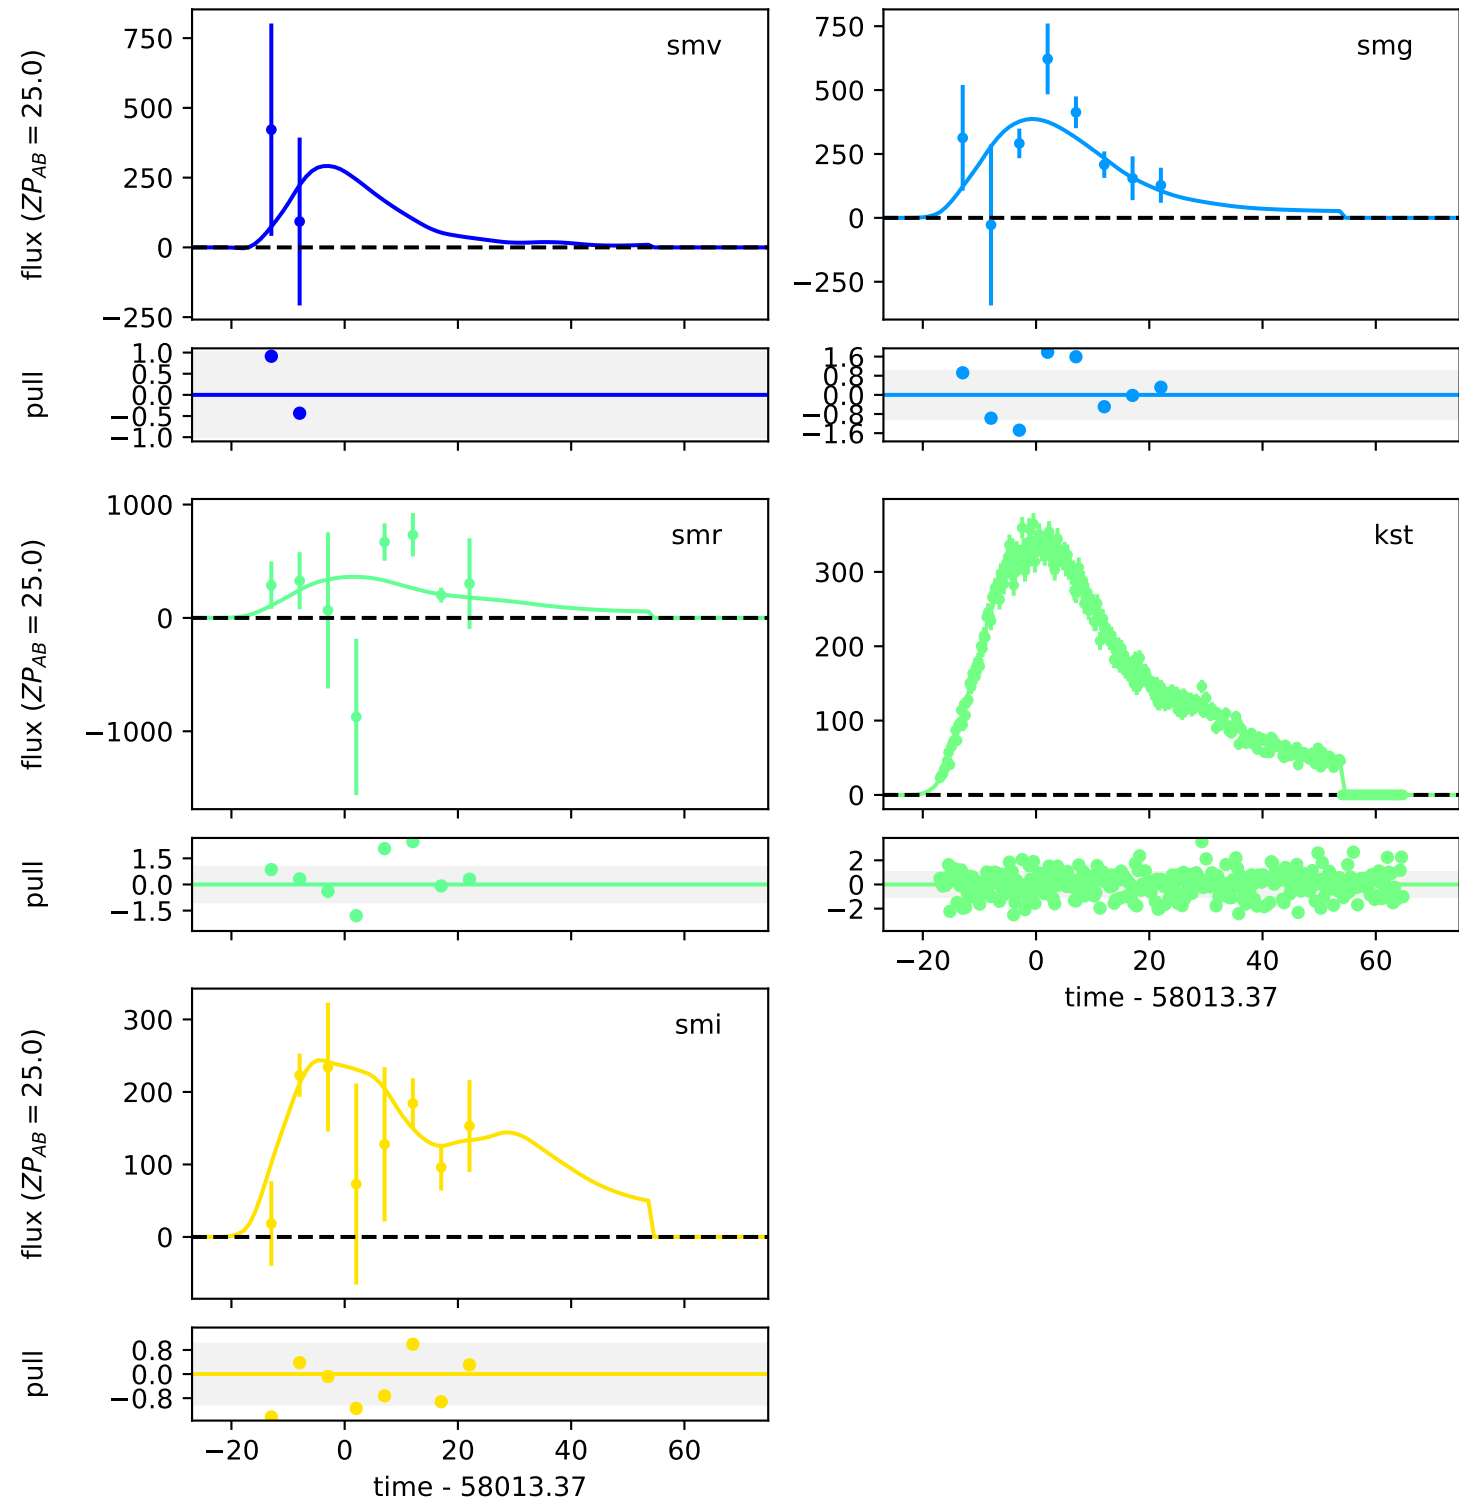 flux (ZP_AB = 25.0)
750
500
250
0
−250
smv
750
500
250
0
−250
smg
pull
1.0
0.5
0.0
−0.5
−1.0
1.6
0.8
0.0
−0.8
−1.6
flux (ZP_AB = 25.0)
1000
0
−1000
smr
300
200
100
0
kst
pull
1.5
0.0
−1.5
2
0
−2
−20 0 20 40 60
time - 58013.37
flux (ZP_AB = 25.0)
300
200
100
0
smi
pull
0.8
0.0
−0.8
−20 0 20 40 60
time - 58013.37